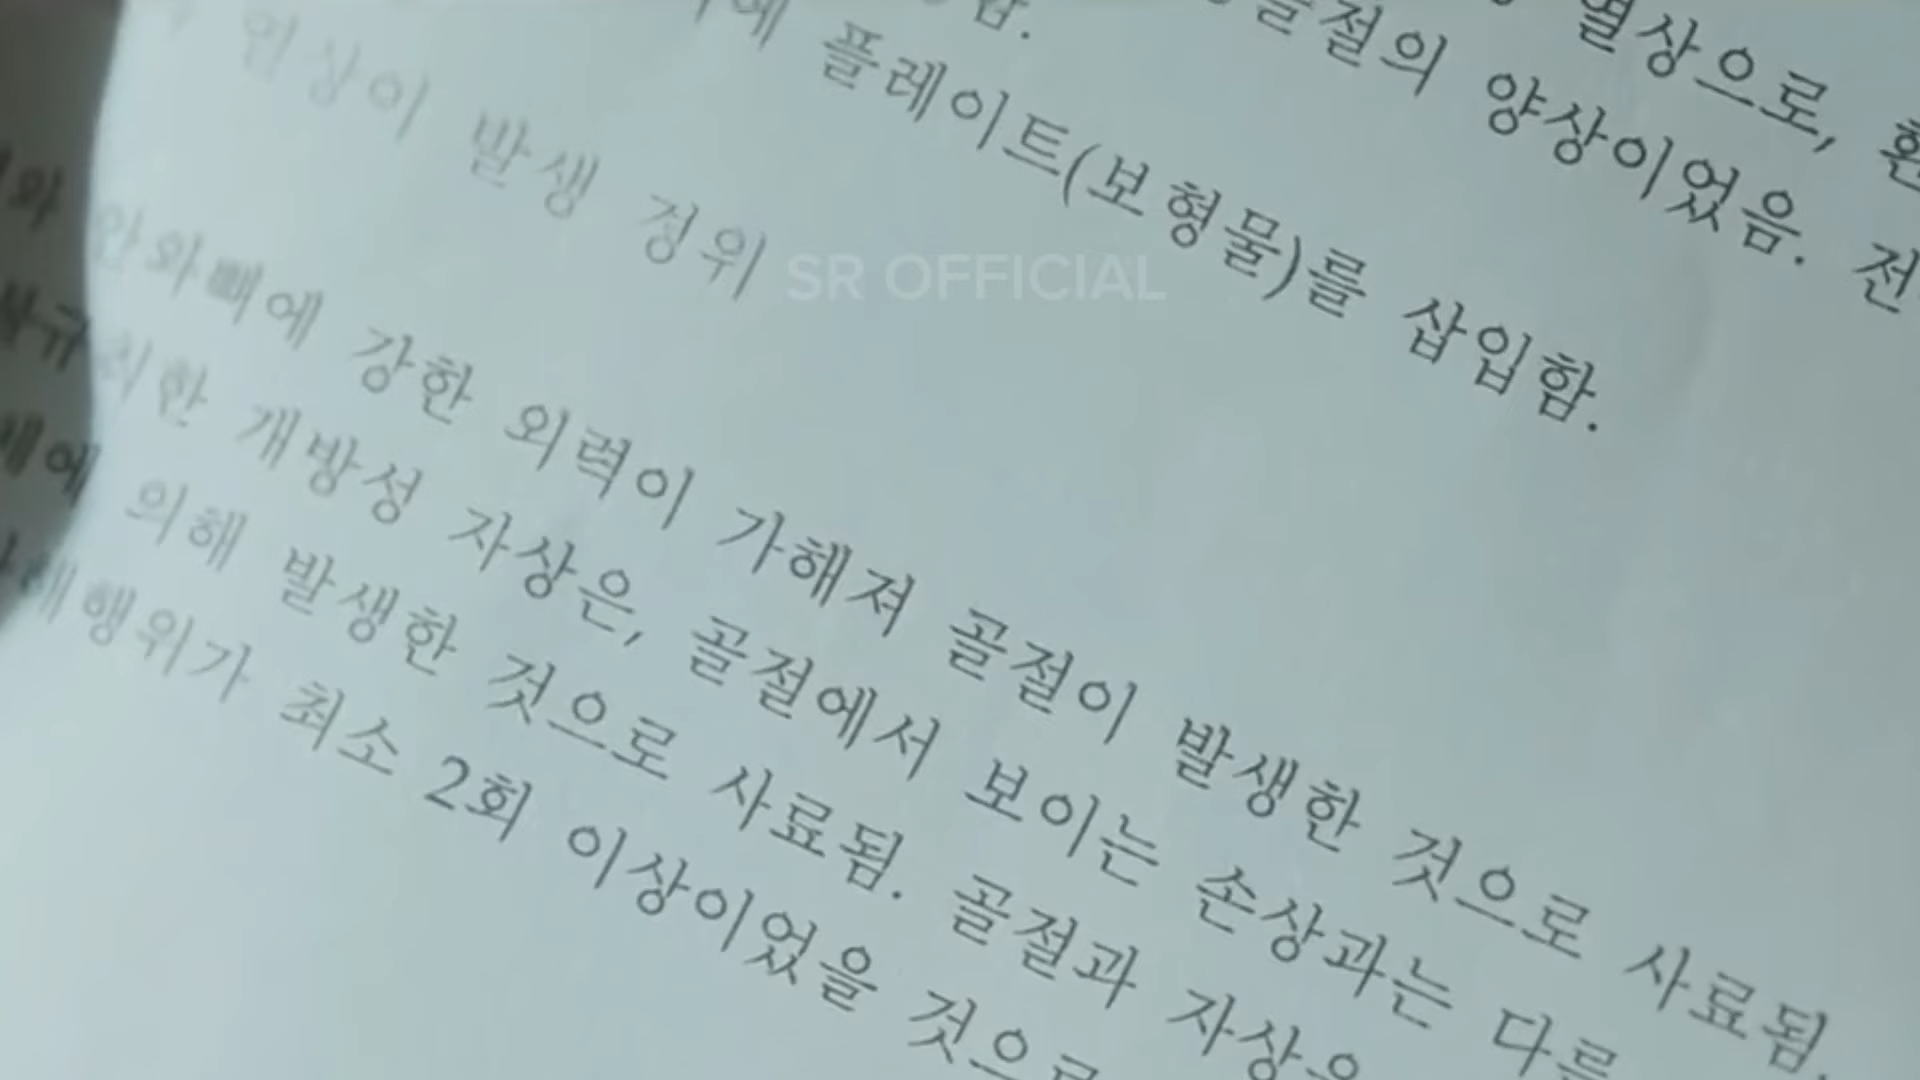 열상으로,
골절의 양상이었음. 전
플레이트(보형물)를 삽입함.
열상이 발생 경위
SR OFFICIAL
안와뼈에 강한 외력이 가해져 골절이 발생한 것으로 사료됨.
개방성 자상은, 골절에서 보이는 손상과는 다른
의해 발생한 것으로 사료됨. 골절과 자상은
행위가 최소 2회 이상이었을 것으로